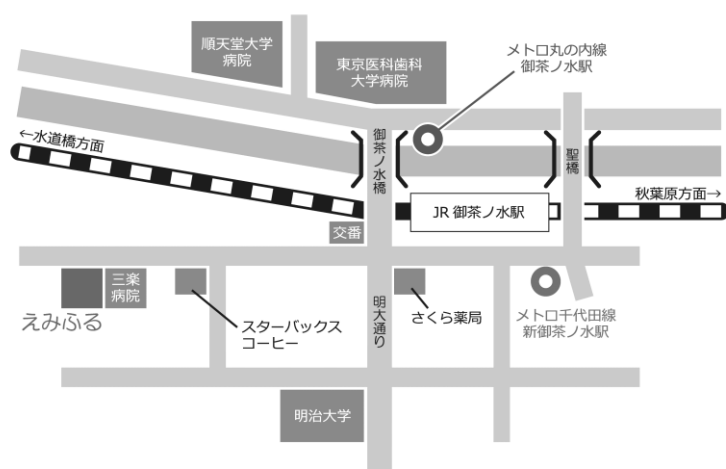 順天堂大学
病院
東京医科歯科
大学病院
メトロ丸の内線
御茶ノ水駅
←水道橋方面
御茶ノ水橋
聖橋
秋葉原方面→
JR 御茶ノ水駅
交番
三楽
病院
えみふる
スターバックス
コーヒー
明大通り
さくら薬局
メトロ千代田線
新御茶ノ水駅
明治大学